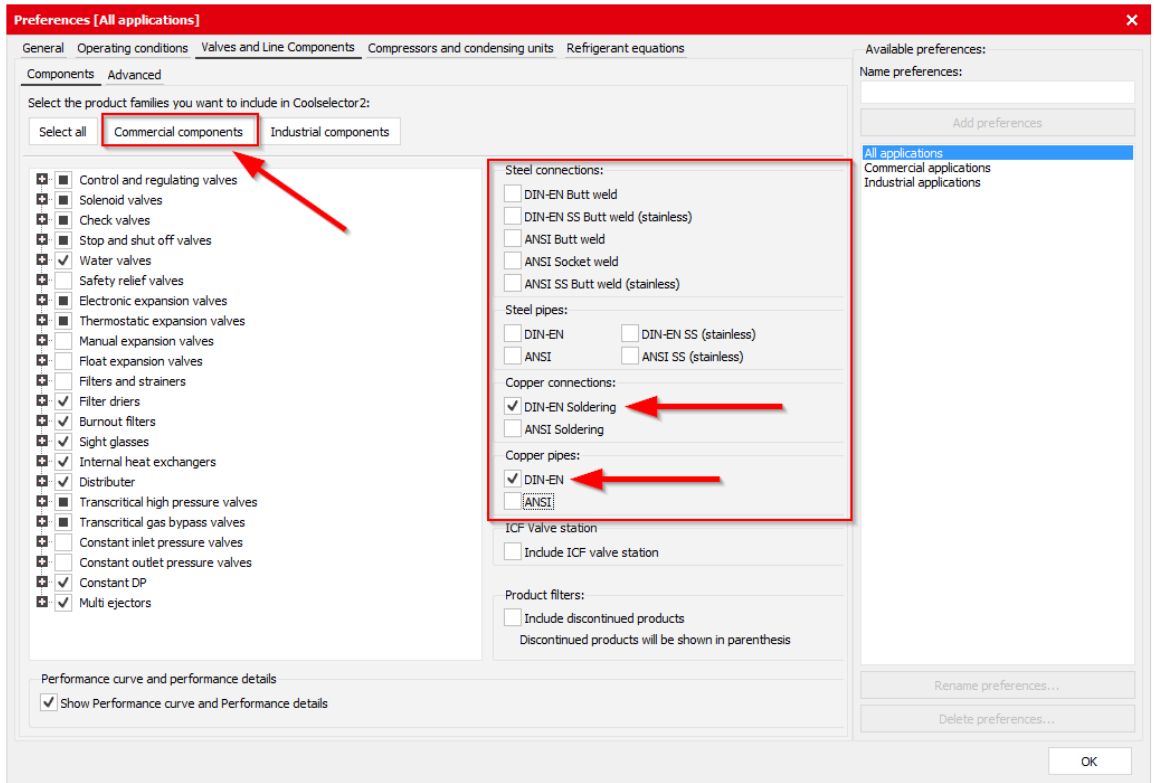 Preferences [All applications]
General Operating conditions Valves and Line Components Compressors and condensing units Refrigerant equations
Components Advanced
Select the product families you want to include in Coolselector2:
Select all Commercial components Industrial components
Control and regulating valves
Solenoid valves
Check valves
Stop and shut off valves
Water valves
Safety relief valves
Electronic expansion valves
Thermostatic expansion valves
Manual expansion valves
Float expansion valves
Filters and strainers
Filter driers
Burnout filters
Sight glasses
Internal heat exchangers
Distributer
Transcritical high pressure valves
Transcritical gas bypass valves
Constant inlet pressure valves
Constant outlet pressure valves
Constant DP
Multi ejectors
Steel connections:
DIN-EN Butt weld
DIN-EN SS Butt weld (stainless)
ANSI Butt weld
ANSI Socket weld
ANSI SS Butt weld (stainless)
Steel pipes:
DIN-EN DIN-EN SS (stainless)
ANSI ANSI SS (stainless)
Copper connections:
DIN-EN Soldering
ANSI Soldering
Copper pipes:
DIN-EN
ANSI
ICF Valve station
Include ICF valve station
Product filters:
Include discontinued products
Discontinued products will be shown in parenthesis
Performance curve and performance details
Show Performance curve and Performance details
Available preferences:
Name preferences:
Add preferences
All applications
Commercial applications
Industrial applications
Rename preferences...
Delete preferences...
OK